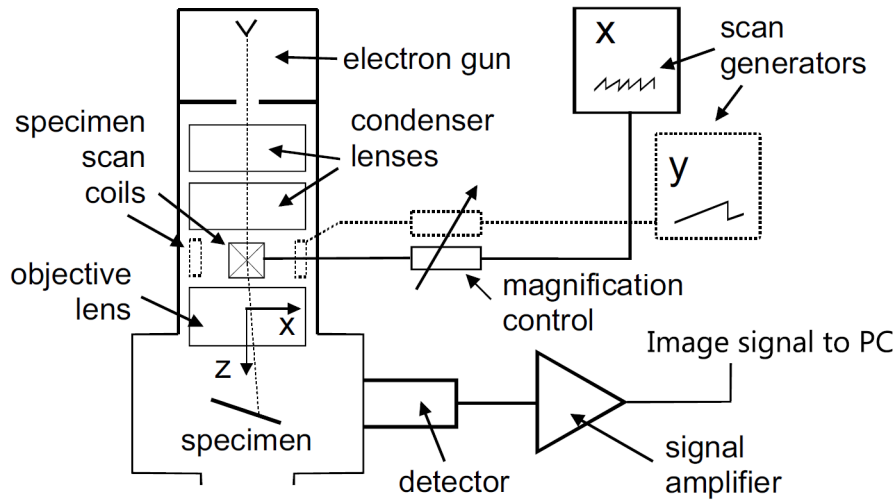 electron gun
x
scan
generators
specimen
scan
coils
condenser
lenses
y
objective
lens
x
z
magnification
control
Image signal to PC
specimen
detector
signal
amplifier